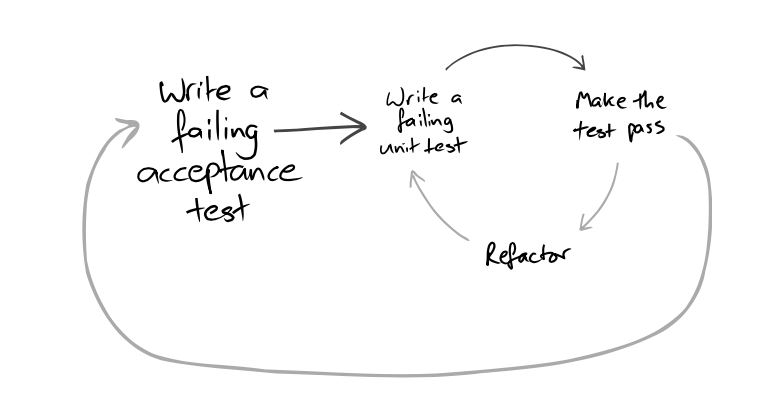 Write a
failing
acceptance
test
Write a
failing
unit test
Make the
test pass
Refactor